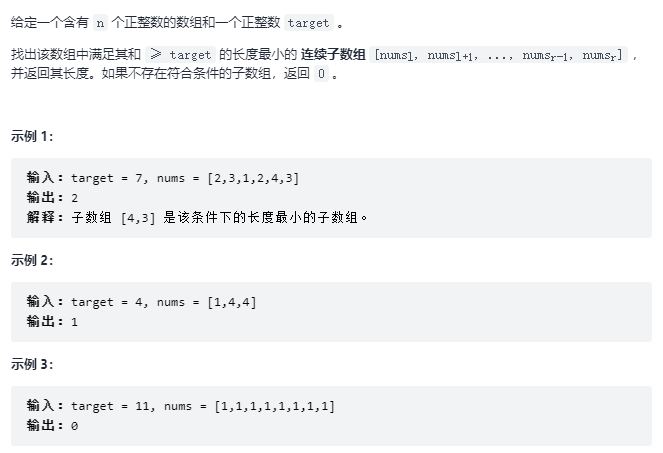 给定一个含有 n 个正整数的数组和一个正整数 target 。
找出该数组中满足其和 ≥ target 的长度最小的 连续子数组 [numsl, numsl+1, ..., numsr-1, numsr] ，
并返回其长度。如果不存在符合条件的子数组，返回 0 。
示例 1：
输入：target = 7, nums = [2,3,1,2,4,3]
输出：2
解释：子数组 [4,3] 是该条件下的长度最小的子数组。
示例 2：
输入：target = 4, nums = [1,4,4]
输出：1
示例 3：
输入：target = 11, nums = [1,1,1,1,1,1,1,1]
输出：0